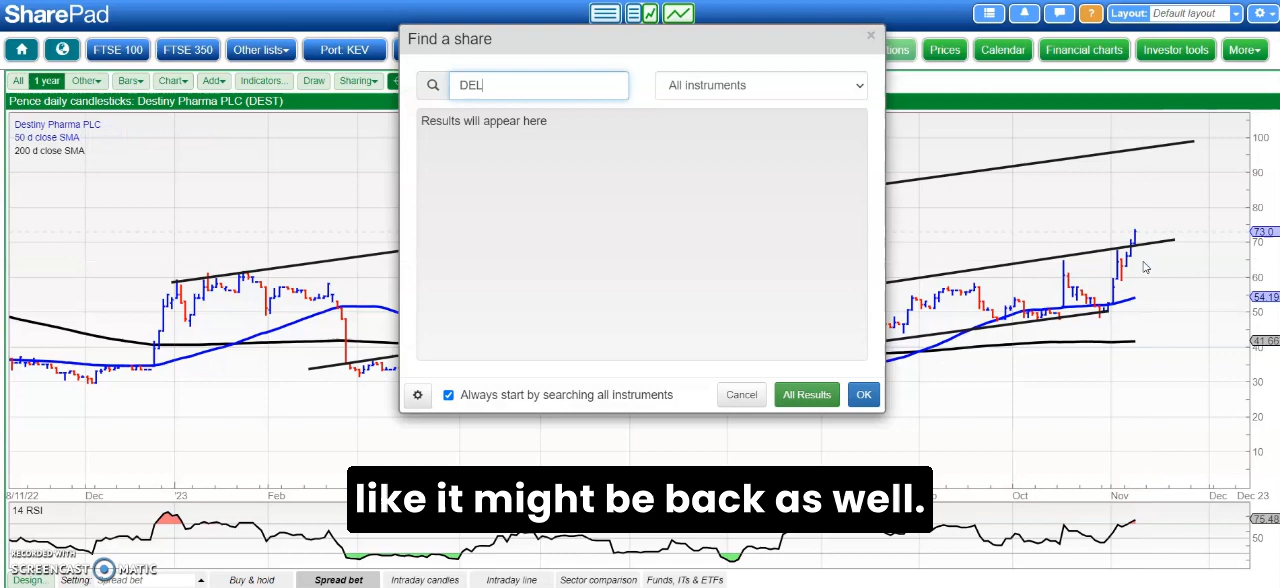 SharePad
Layout: Default layout
FTSE 100
FTSE 350
Other lists
Port: KEV
Prices
Calendar
Financial charts
Investor tools
More
All
1 year
Other
Bars
Chart
Add
Indicators...
Draw
Sharing
Pence daily candlesticks: Destiny Pharma PLC (DEST)
Destiny Pharma PLC
50 d close SMA
200 d close SMA
Find a share
×
DEL
All instruments
Results will appear here
Always start by searching all instruments
Cancel
All Results
OK
100
90
80
73.0
70
60
54.19
50
41.66
40
30
20
10
8/11/22
Dec
'23
Feb
Oct
Nov
Dec
Dec 23
like it might be back as well.
14 RSI
75.48
50
RECORDED WITH
SCREENCAST-O-MATIC
Design..
Setting: Spread bet
Buy & hold
Spread bet
Intraday candles
Intraday line
Sector comparison
Funds, ITs & ETFs